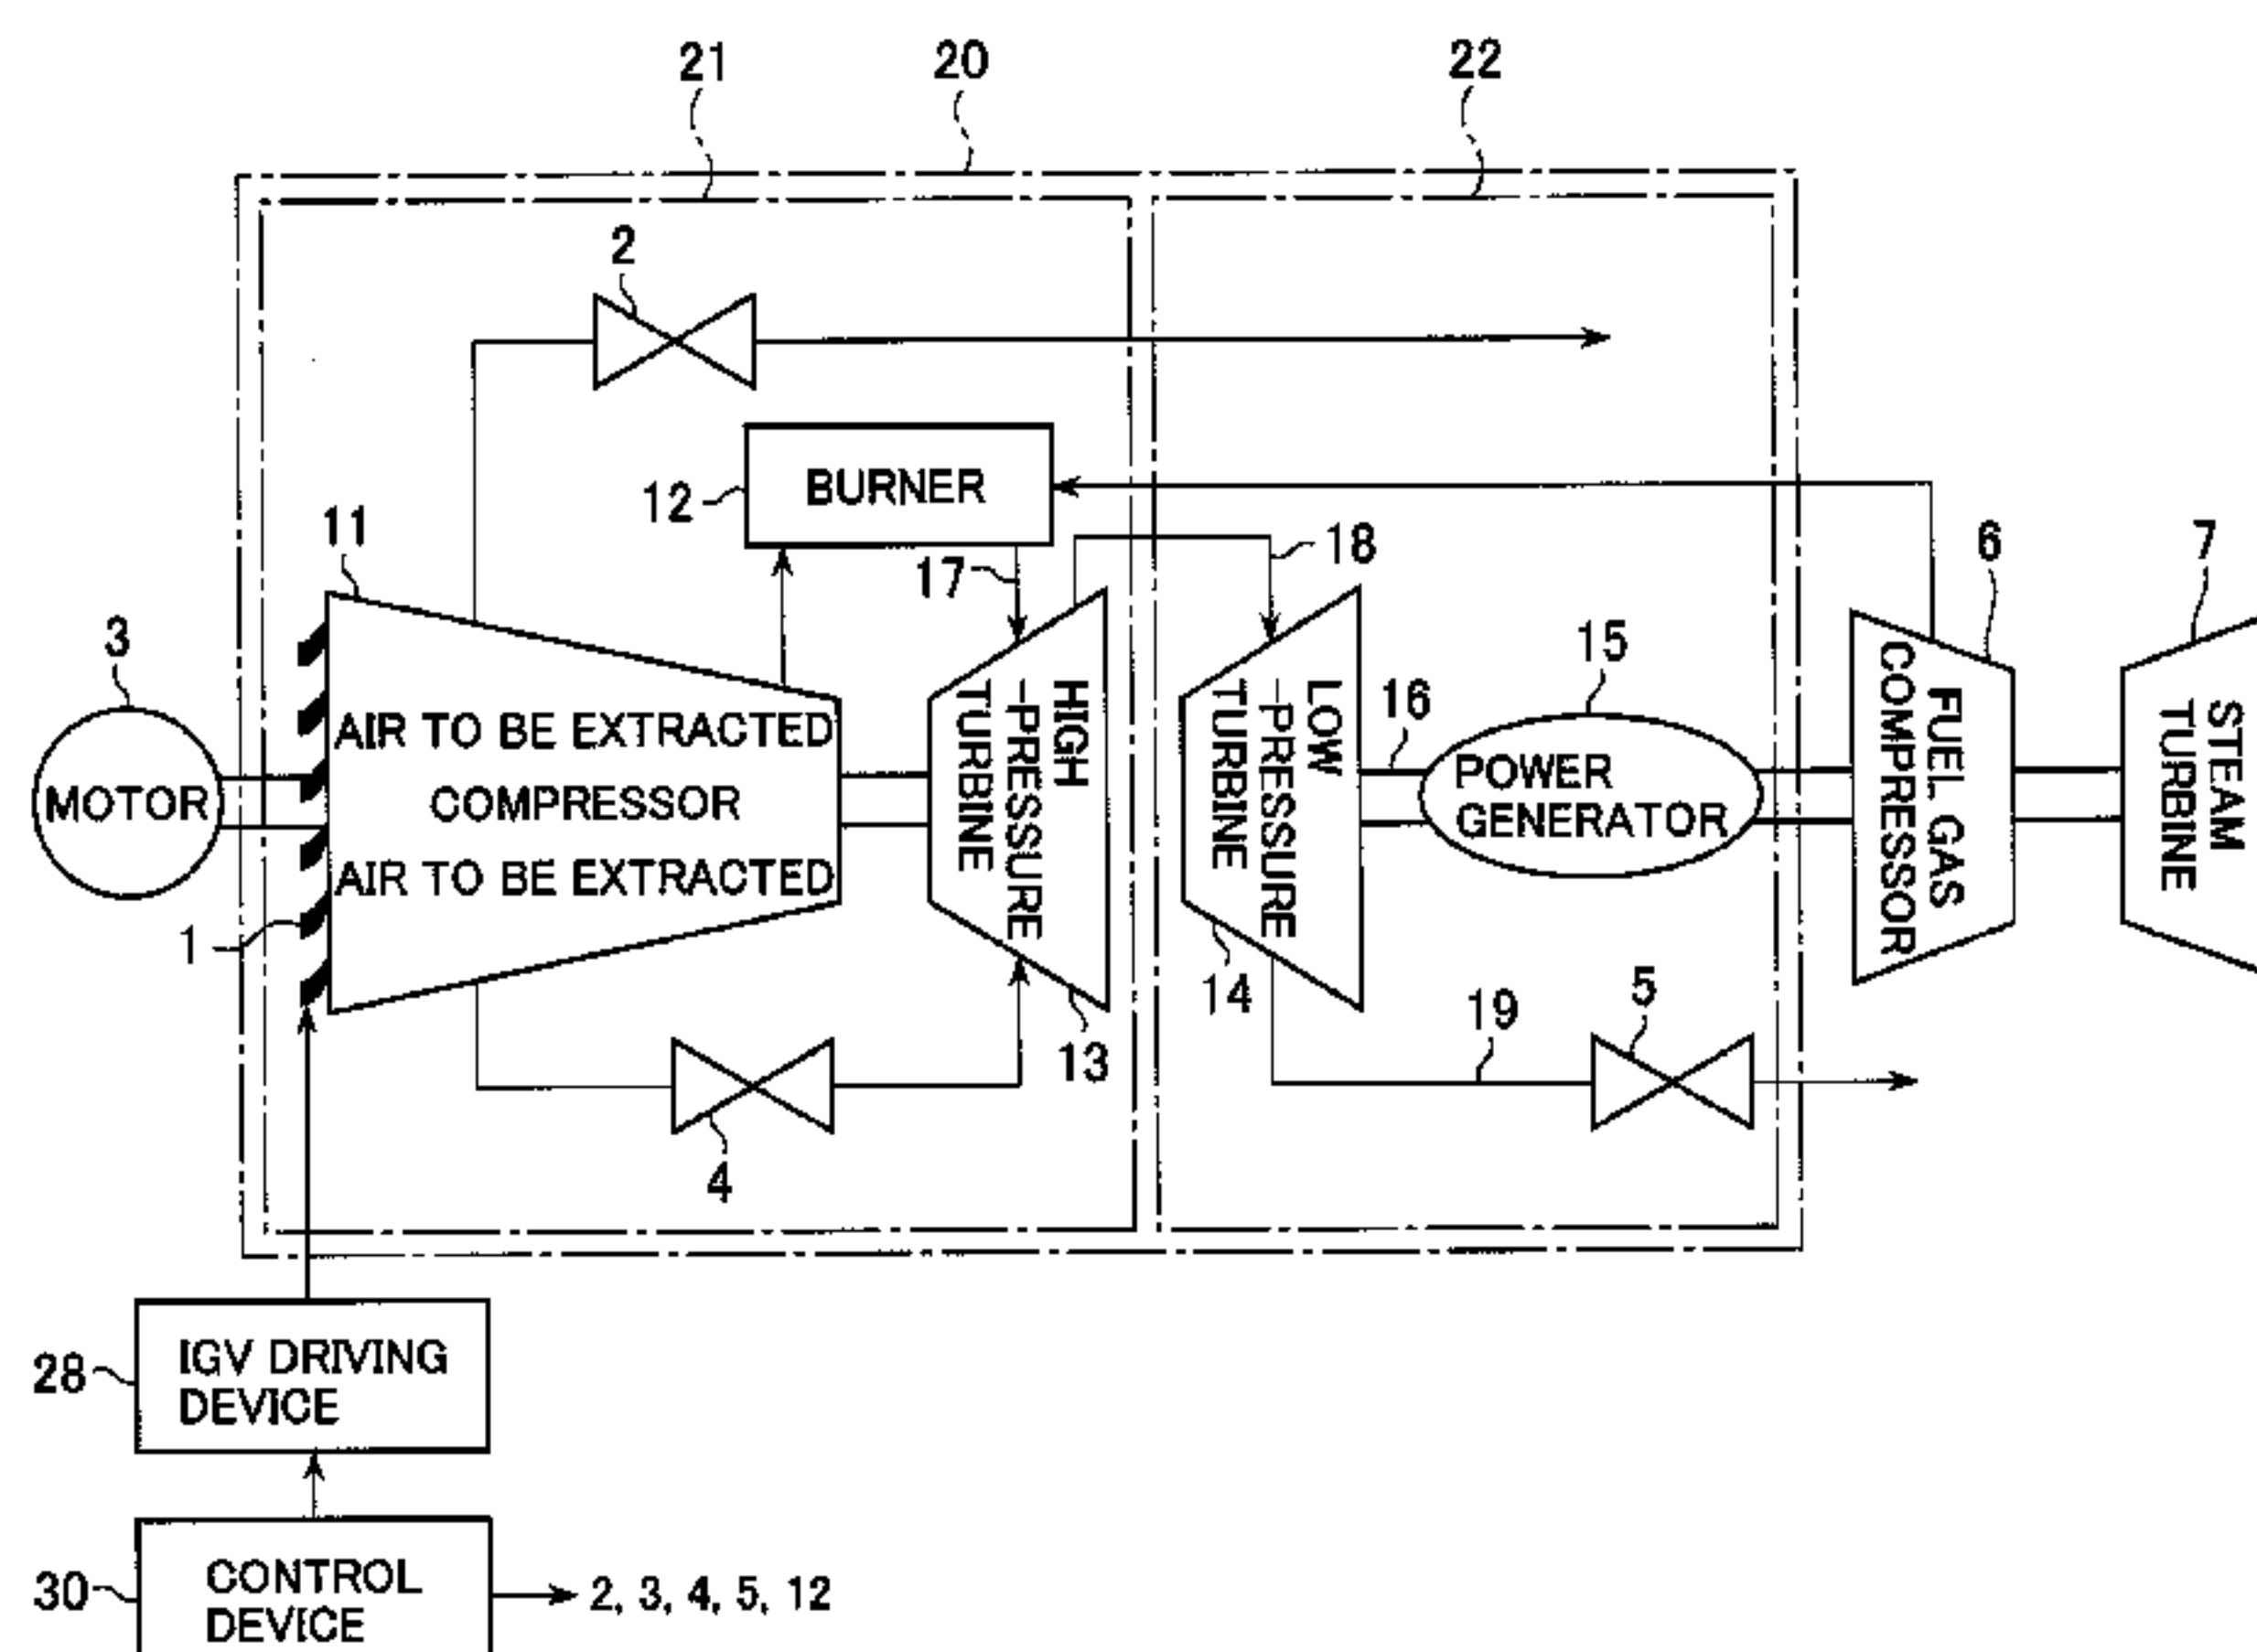 21
20
22
2
12
BURNER
11
17
18
6
7
3
15
16
MOTOR
AIR TO BE EXTRACTED
COMPRESSOR
AIR TO BE EXTRACTED
HIGH
-PRESSURE
TURBINE
LOW
-PRESSURE
TURBINE
POWER
GENERATOR
FUEL GAS
COMPRESSOR
STEAM
TURBINE
1
14
19
5
13
4
28
IGV DRIVING
DEVICE
30
CONTROL
DEVICE
2, 3, 4, 5, 12